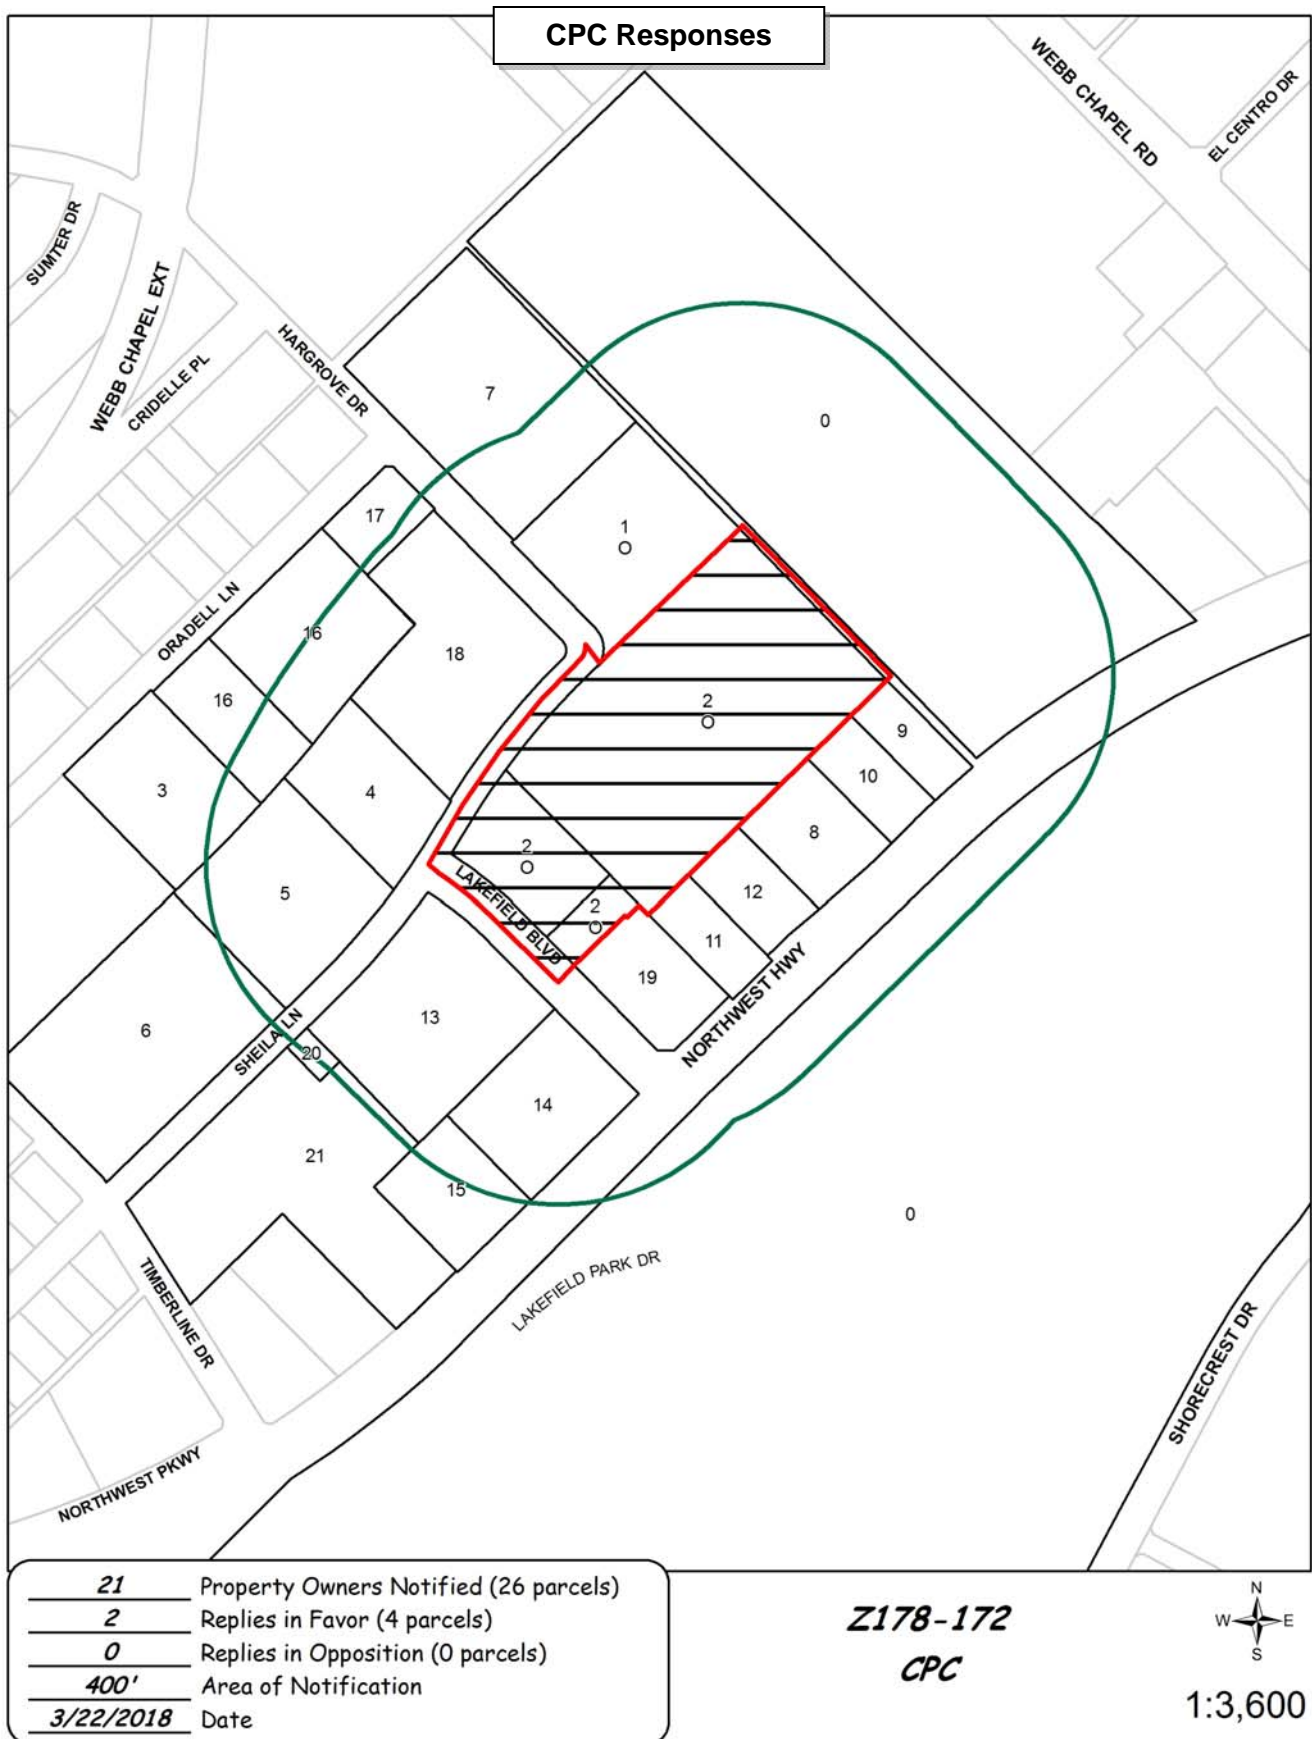 CPC Responses
WEBB CHAPEL RD
EL CENTRO DR
SUMTER DR
WEBB CHAPEL EXT
CRIDELLE PL
HARGROVE DR
7
0
17
1
ORADELL LN
16
18
16
2
9
3
4
10
8
2
LAKEFIELD BLVD
5
2
12
11
19
NORTHWEST HWY
6
SHEILA LN
13
20
14
21
15
0
LAKEFIELD PARK DR
TIMBERLINE DR
SHORECREST DR
NORTHWEST PKWY
21 Property Owners Notified (26 parcels)
2 Replies in Favor (4 parcels)
0 Replies in Opposition (0 parcels)
400' Area of Notification
3/22/2018 Date
Z178-172
CPC
N
W E
S
1:3,600